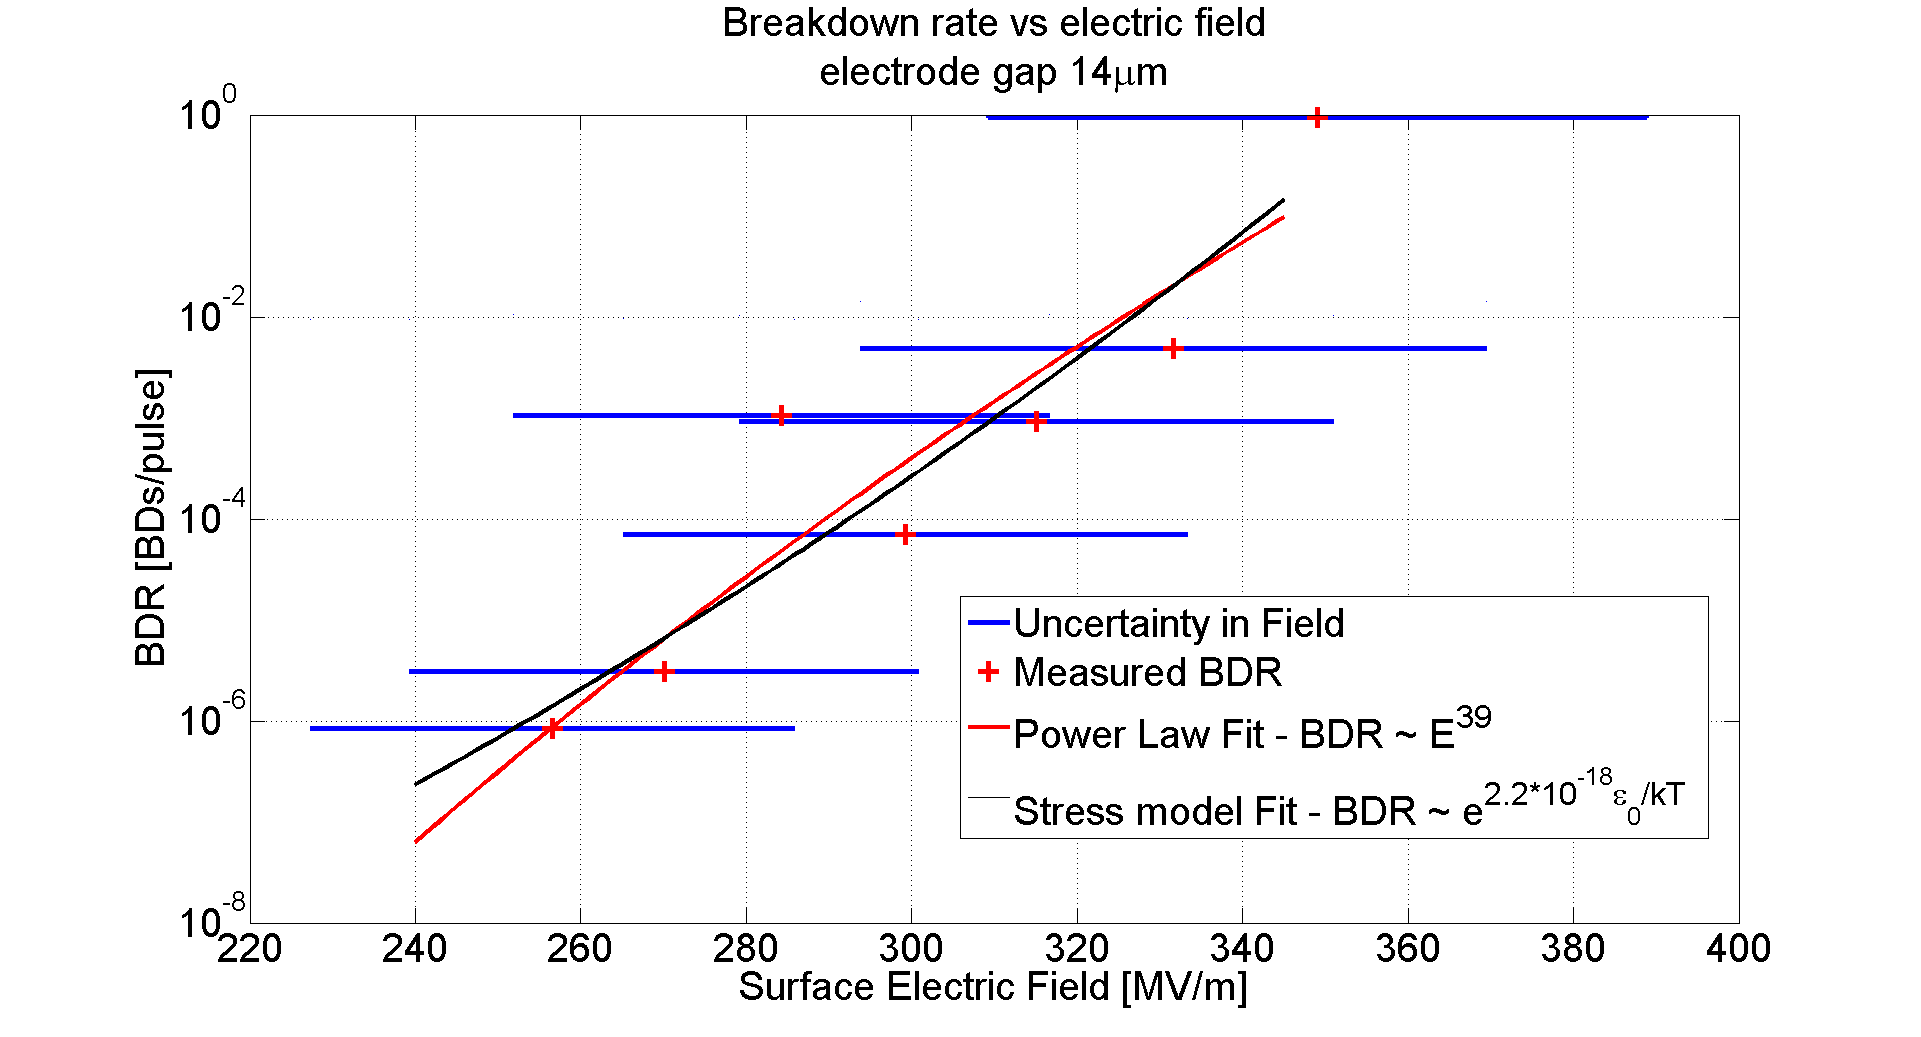 Breakdown rate vs electric field
electrode gap 14μm
10^0
10^-2
10^-4
10^-6
10^-8
BDR [BDs/pulse]
Uncertainty in Field
Measured BDR
Power Law Fit - BDR ~ E^39
Stress model Fit - BDR ~ e^2.2*10^-18 ε_0/kT
220 240 260 280 300 320 340 360 380 400
Surface Electric Field [MV/m]